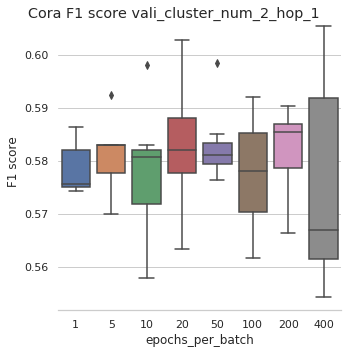 Cora F1 score vali_cluster_num_2_hop_1
F1 score
0.60
0.59
0.58
0.57
0.56
1 5 10 20 50 100 200 400
epochs_per_batch